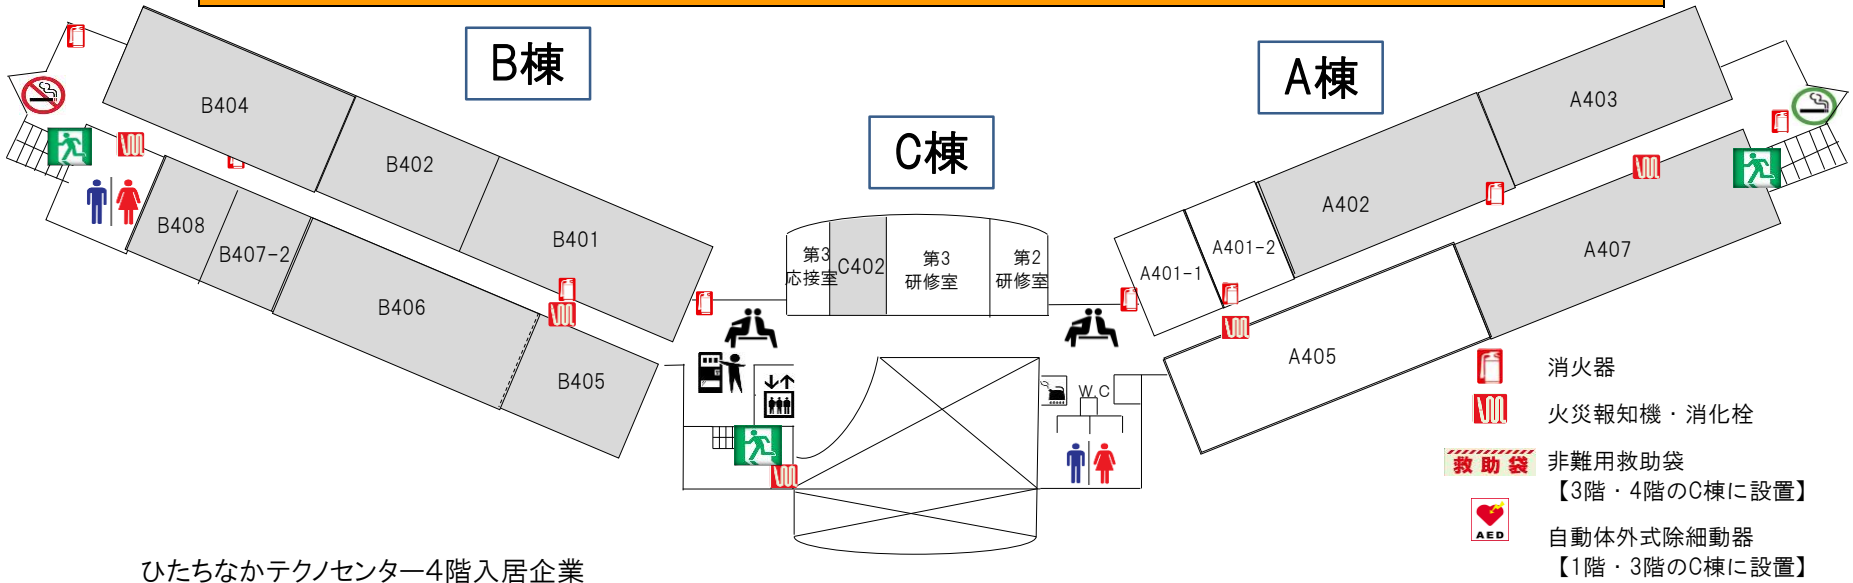 B棟
A棟
C棟
B404
B402
B401
B408
B407-2
B406
B405
第3
応接室
C402
第3
研修室
第2
研修室
A401-1
A401-2
A402
A403
A405
A407
W.C
消火器
火災報知機・消化栓
救助袋
非難用救助袋
【3階・4階のC棟に設置】
AED
自動体外式除細動器
【1階・3階のC棟に設置】
ひたちなかテクノセンター4階入居企業